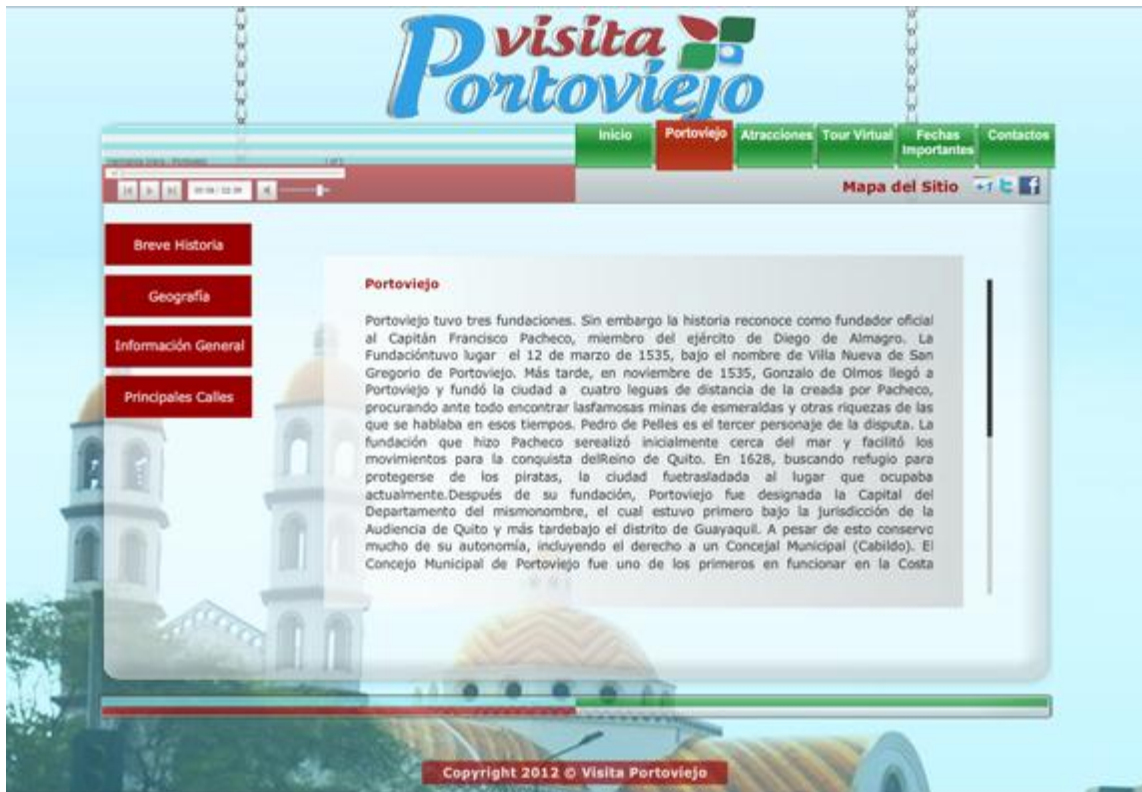 visita
Portoviejo
Inicio
Portoviejo
Atracciones
Tour Virtual
Fechas
Importantes
Contactos
Mapa del Sitio
+1
Breve Historia
Geografía
Información General
Principales Calles
Portoviejo
Portoviejo tuvo tres fundaciones. Sin embargo la historia reconoce como fundador oficial
al Capitán Francisco Pacheco, miembro del ejército de Diego de Almagro. La
Fundacióntuvo lugar el 12 de marzo de 1535, bajo el nombre de Villa Nueva de San
Gregorio de Portoviejo. Más tarde, en noviembre de 1535, Gonzalo de Olmos llegó a
Portoviejo y fundó la ciudad a cuatro leguas de distancia de la creada por Pacheco,
procurando ante todo encontrar lasfamosas minas de esmeraldas y otras riquezas de las
que se hablaba en esos tiempos. Pedro de Pelles es el tercer personaje de la disputa. La
fundación que hizo Pacheco serealizó inicialmente cerca del mar y facilitó los
movimientos para la conquista delReino de Quito. En 1628, buscando refugio para
protegerse de los piratas, la ciudad fuetrasladada al lugar que ocupaba
actualmente.Después de su fundación, Portoviejo fue designada la Capital del
Departamento del mismonombre, el cual estuvo primero bajo la jurisdicción de la
Audiencia de Quito y más tardebajo el distrito de Guayaquil. A pesar de esto conservo
mucho de su autonomía, incluyendo el derecho a un Concejal Municipal (Cabildo). El
Concejo Municipal de Portoviejo fue uno de los primeros en funcionar en la Costa
Copyright 2012 © Visita Portoviejo